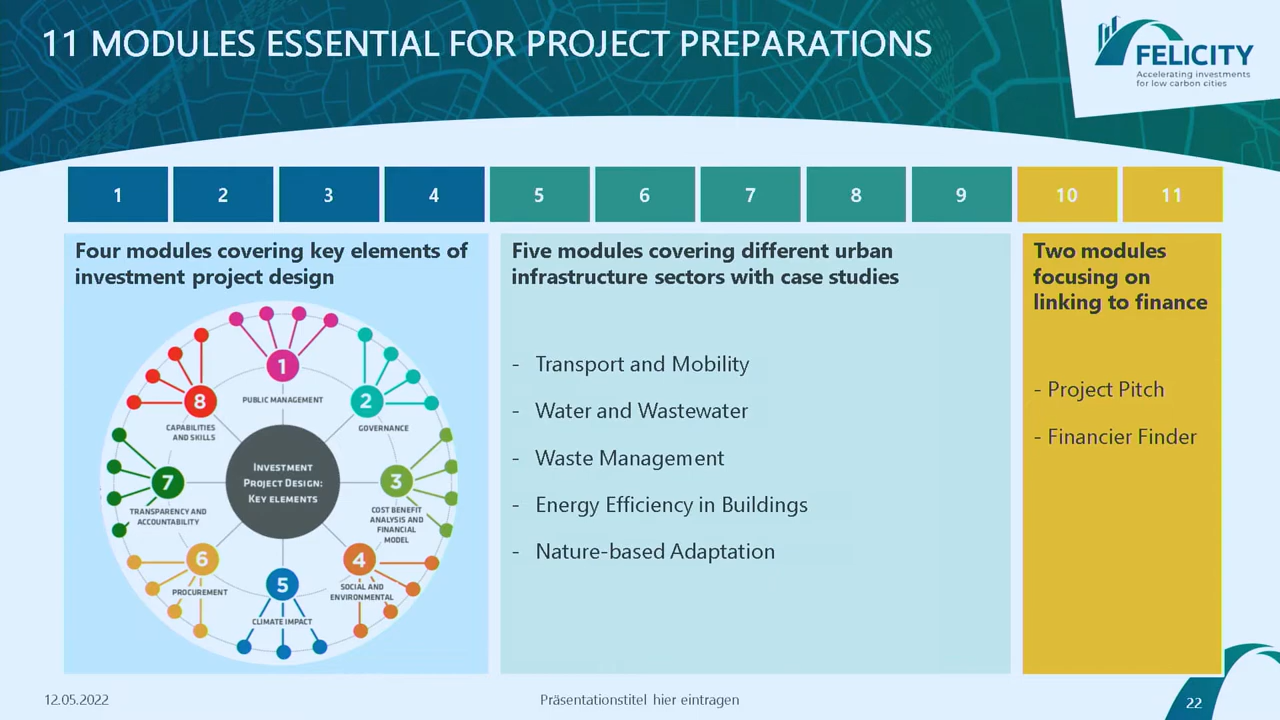 11 MODULES ESSENTIAL FOR PROJECT PREPARATIONS
FELICITY
Accelerating investments
for low carbon cities
1 2 3 4 5 6 7 8 9 10 11
Four modules covering key elements of
investment project design
1
PUBLIC MANAGEMENT
2
GOVERNANCE
3
COST BENEFIT
ANALYSIS AND
FINANCIAL
MODEL
4
SOCIAL AND
ENVIRONMENTAL
5
CLIMATE IMPACT
6
PROCUREMENT
7
TRANSPARENCY AND
ACCOUNTABILITY
8
CAPABILITIES
AND SKILLS
INVESTMENT
PROJECT DESIGN:
KEY ELEMENTS
Five modules covering different urban
infrastructure sectors with case studies
- Transport and Mobility
- Water and Wastewater
- Waste Management
- Energy Efficiency in Buildings
- Nature-based Adaptation
Two modules
focusing on
linking to finance
- Project Pitch
- Financier Finder
12.05.2022
Präsentationstitel hier eintragen
22